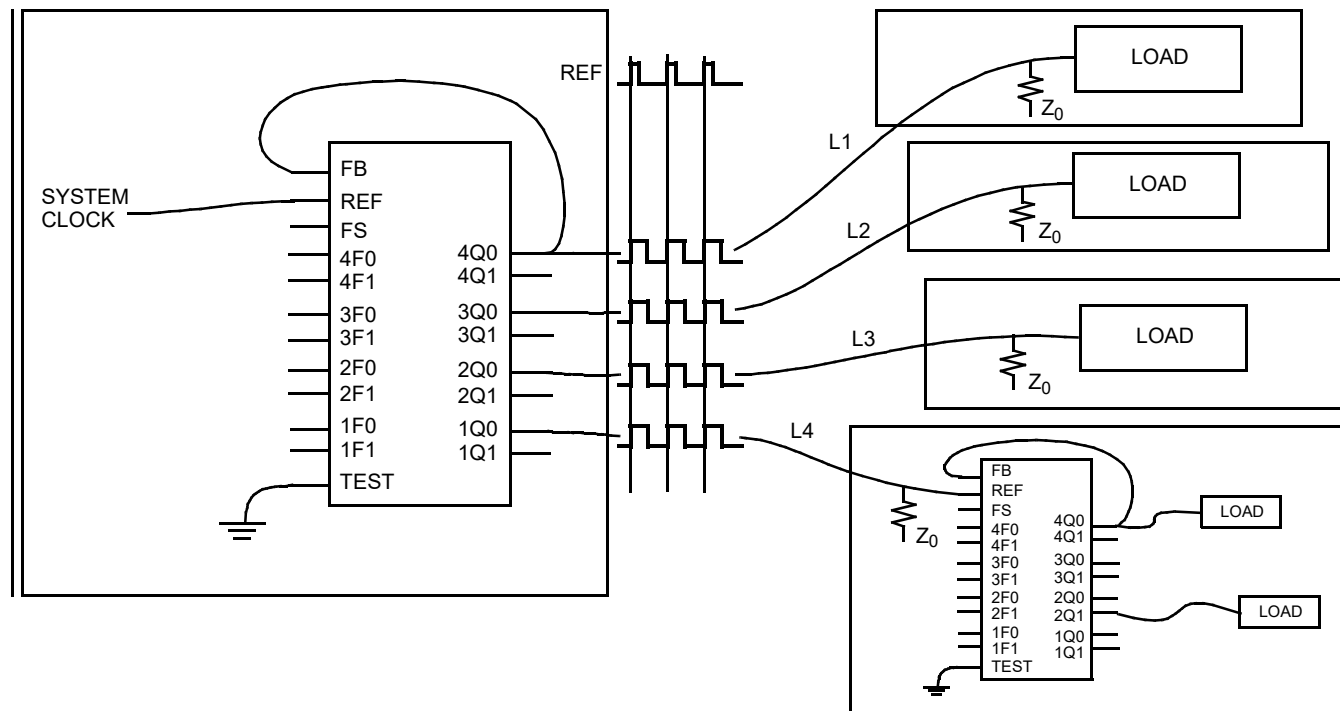 SYSTEM
CLOCK
FB
REF
FS
4F0
4F1
3F0
3F1
2F0
2F1
1F0
1F1
TEST
4Q0
4Q1
3Q0
3Q1
2Q0
2Q1
1Q0
1Q1
REF
L1
L2
L3
L4
LOAD
Z0
LOAD
Z0
LOAD
Z0
Z0
FB
REF
FS
4F0
4F1
3F0
3F1
2F0
2F1
1F0
1F1
TEST
4Q0
4Q1
3Q0
3Q1
2Q0
2Q1
1Q0
1Q1
LOAD
LOAD